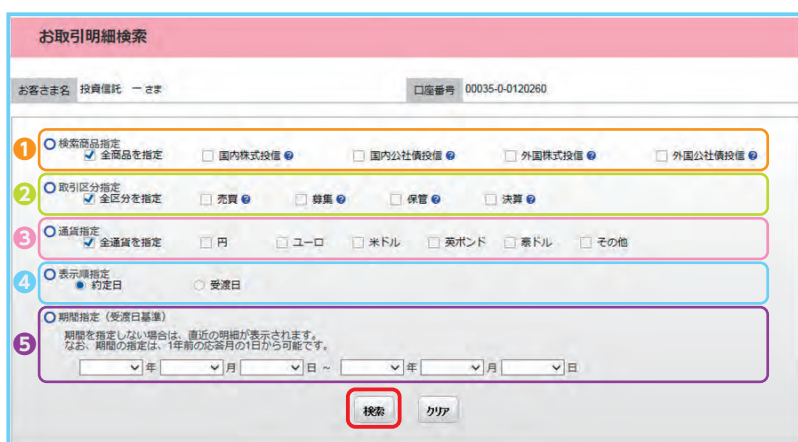 お取引明細検索
お客さま名 投資信託 一 さま 口座番号 00035-0-0120260
1 検索商品指定
全商品を指定 国内株式投信 ? 国内公社債投信 ? 外国株式投信 ? 外国公社債投信 ?
2 取引区分指定
全区分を指定 売買 ? 募集 ? 保管 ? 決算 ?
3 通貨指定
全通貨を指定 円 ユーロ 米ドル 英ポンド 豪ドル その他
4 表示順指定
約定日 受渡日
5 期間指定（受渡日基準）
期間を指定しない場合は、直近の明細が表示されます。
なお、期間の指定は、1年前の応答月の1日から可能です。
年 月 日 ~ 年 月 日
検索 クリア